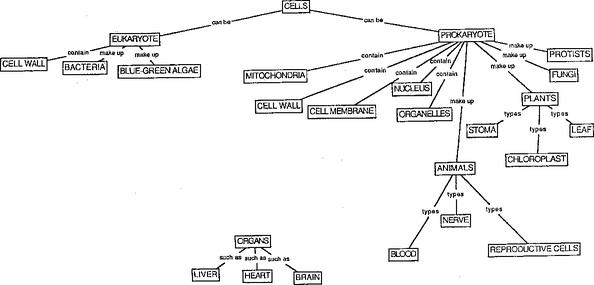 CELLS
can be
can be
EUKARYOTE
PROKARYOTE
contain
make up
make up
CELL WALL
BACTERIA
BLUE-GREEN ALGAE
contain
contain
contain
contain
contain
make up
make up
make up
make up
PROTISTS
FUNGI
MITOCHONDRIA
NUCLEUS
CELL WALL
CELL MEMBRANE
ORGANELLES
PLANTS
types
types
types
STOMA
LEAF
CHLOROPLAST
ANIMALS
types
types
types
NERVE
BLOOD
REPRODUCTIVE CELLS
ORGANS
such as
such as
such as
LIVER
HEART
BRAIN